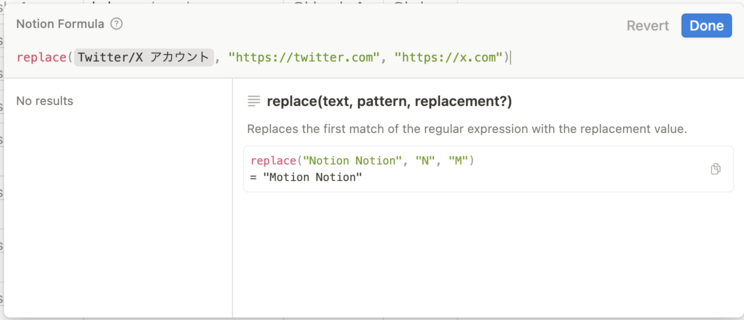 Notion Formula
Revert
Done
replace(Twitter/X アカウント, "https://twitter.com", "https://x.com")
No results
replace(text, pattern, replacement?)
Replaces the first match of the regular expression with the replacement value.
replace("Notion Notion", "N", "M")
= "Motion Notion"